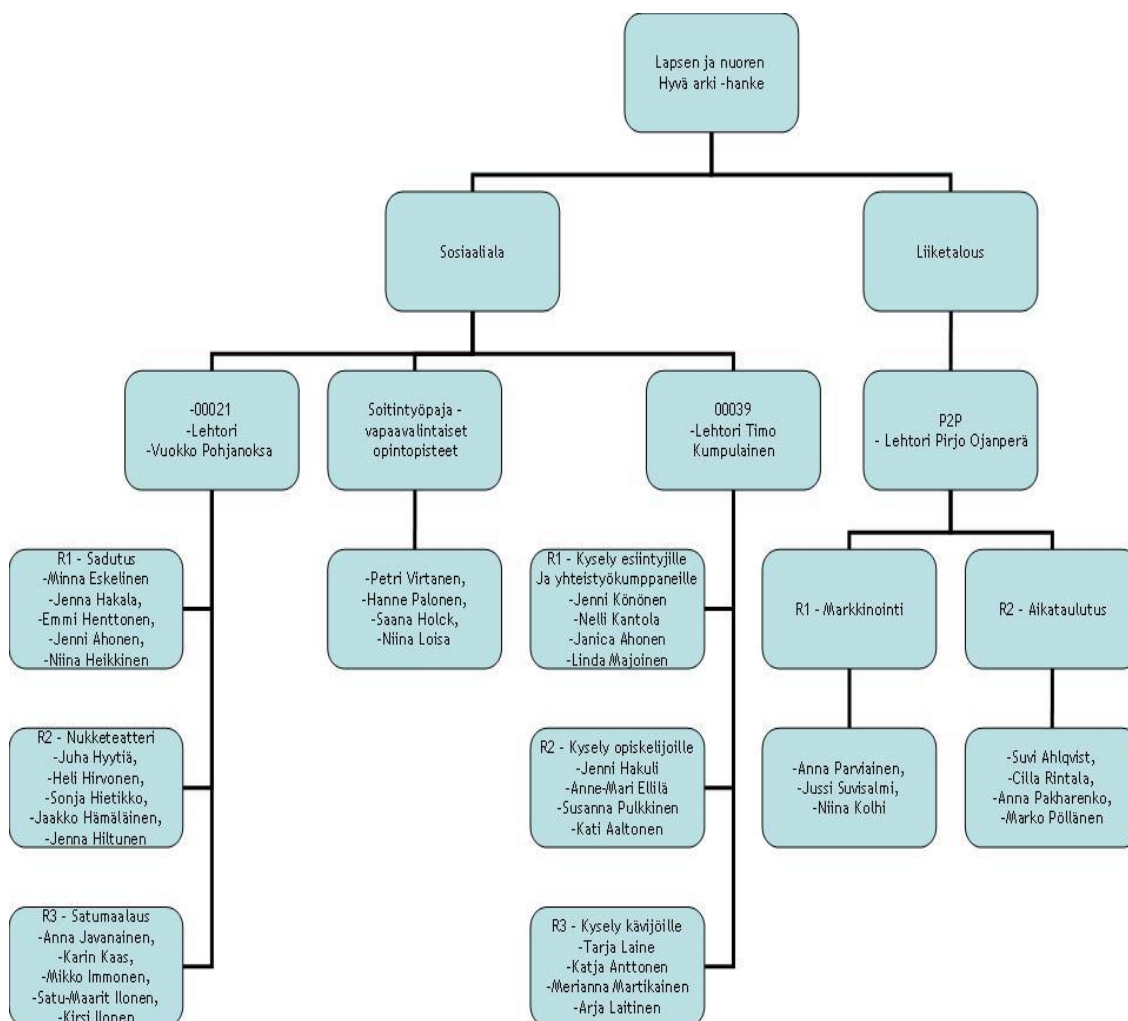 Lapsen ja nuoren
Hyvä arki -hanke
Sosiaaliala
Liiketalous
-00021
-Lehtori
-Vuokko Pohjanoksa
Soitintyöpaja -
vapaavalintaiset
opintopisteet
00039
-Lehtori Timo
Kumpulainen
P2P
- Lehtori Pirjo Ojanperä
R1 - Sadutus
-Minna Eskelinen
-Jenna Hakala,
-Emmi Henttonen,
-Jenni Ahonen,
-Niina Heikkinen
-Petri Virtanen,
-Hanne Palonen,
-Saana Holck,
-Niina Loisa
R1 - Kysely esiintyjille
Ja yhteistyökumppaneille
-Jenni Könönen
-Nelli Kantola
-Janica Ahonen
-Linda Majoinen
R1 - Markkinointi
R2 - Aikataulutus
R2 - Nukketeatteri
-Juha Hyytiä,
-Heli Hirvonen,
-Sonja Hietikko,
-Jaakko Hämäläinen,
-Jenna Hiltunen
R2 - Kysely opiskelijoille
-Jenni Hakuli
-Anne-Mari Ellilä
-Susanna Pulkkinen
-Kati Aaltonen
-Anna Parviainen,
-Jussi Suvisalmi,
-Niina Kolhi
-Suvi Ahlqvist,
-Cilla Rintala,
-Anna Pakharenko,
-Marko Pöllänen
R3 - Satumaalaus
-Anna Javanainen,
-Karin Kaas,
-Mikko Immonen,
-Satu-Maarit Ilonen,
-Kirsi Ilonen
R3 - Kysely kävijöille
-Tarja Laine
-Katja Anttonen
-Merianna Martikainen
-Arja Laitinen